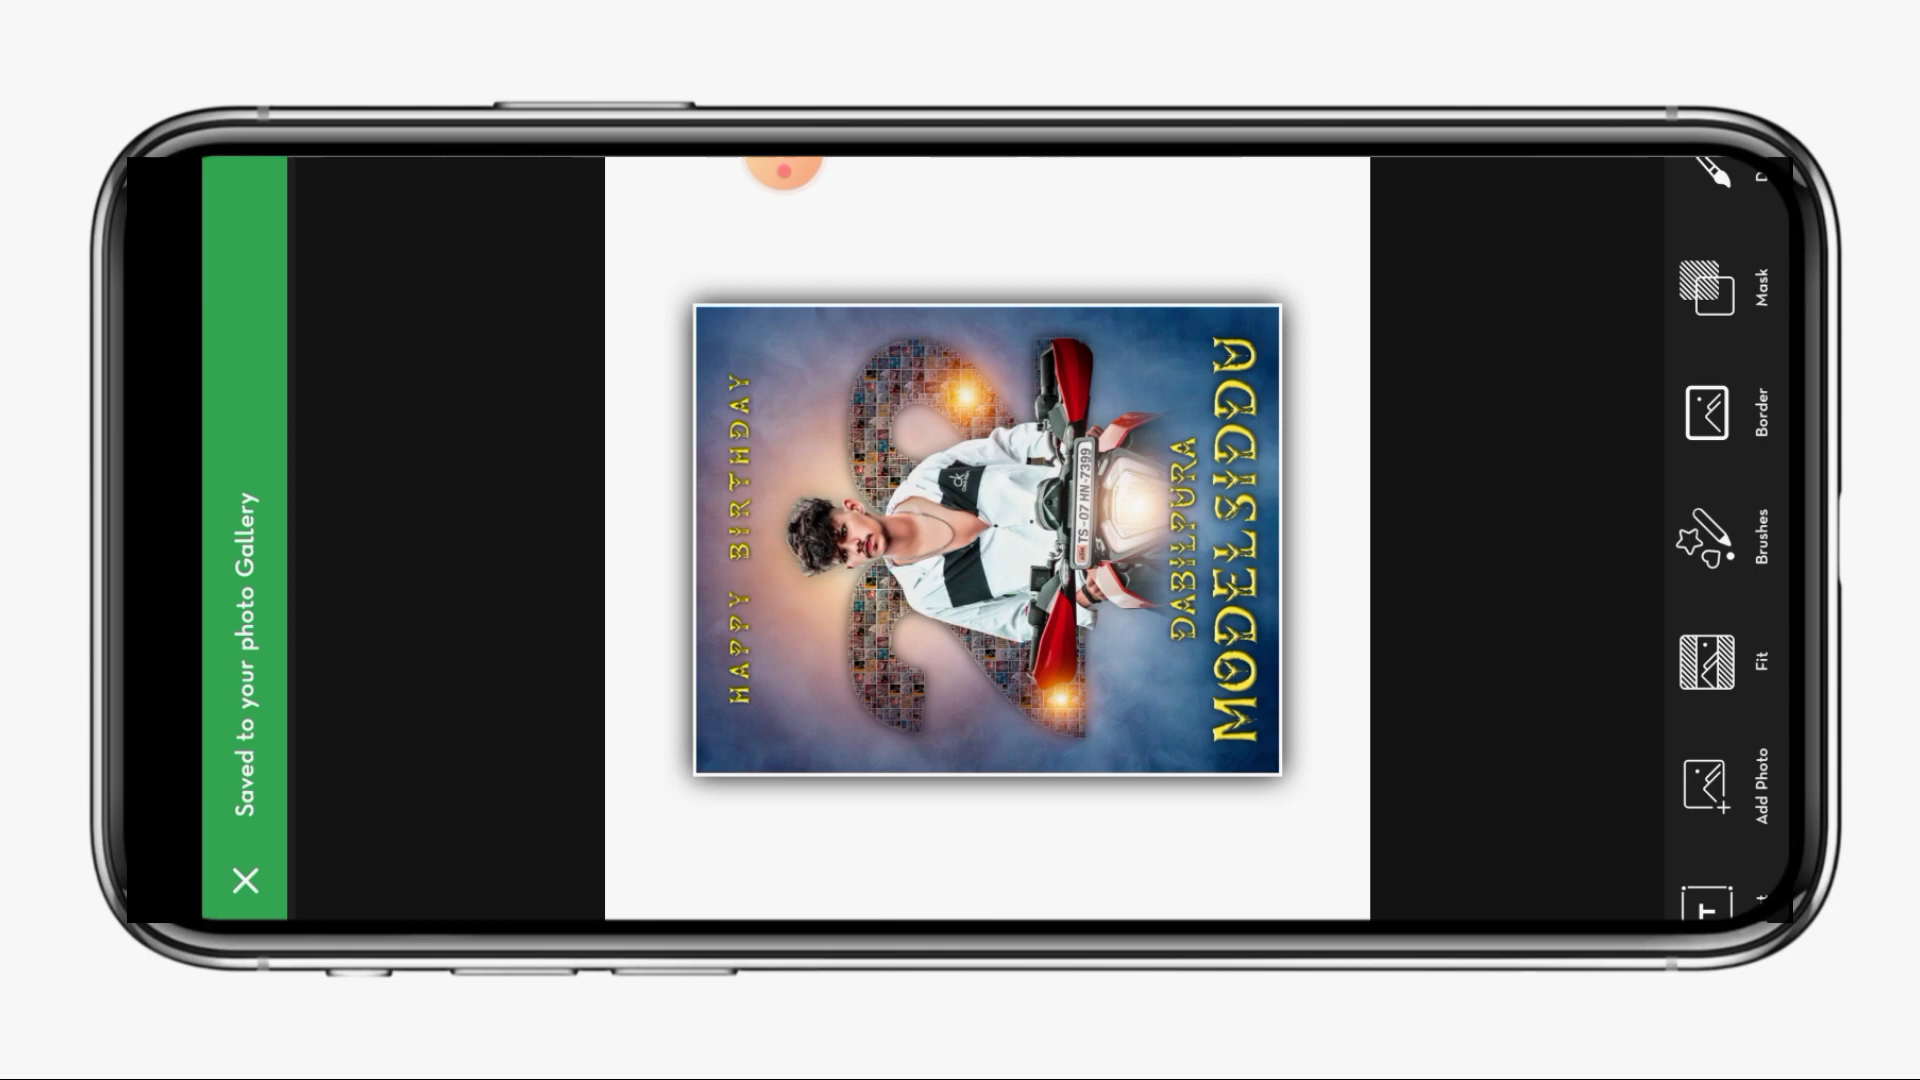 Saved to your photo Gallery
HAPPY BIRTHDAY
ck
TS-07 HN-7399
DABILPURA
MODELSIDDU
T
Add Photo
Fit
Brushes
Border
Mask